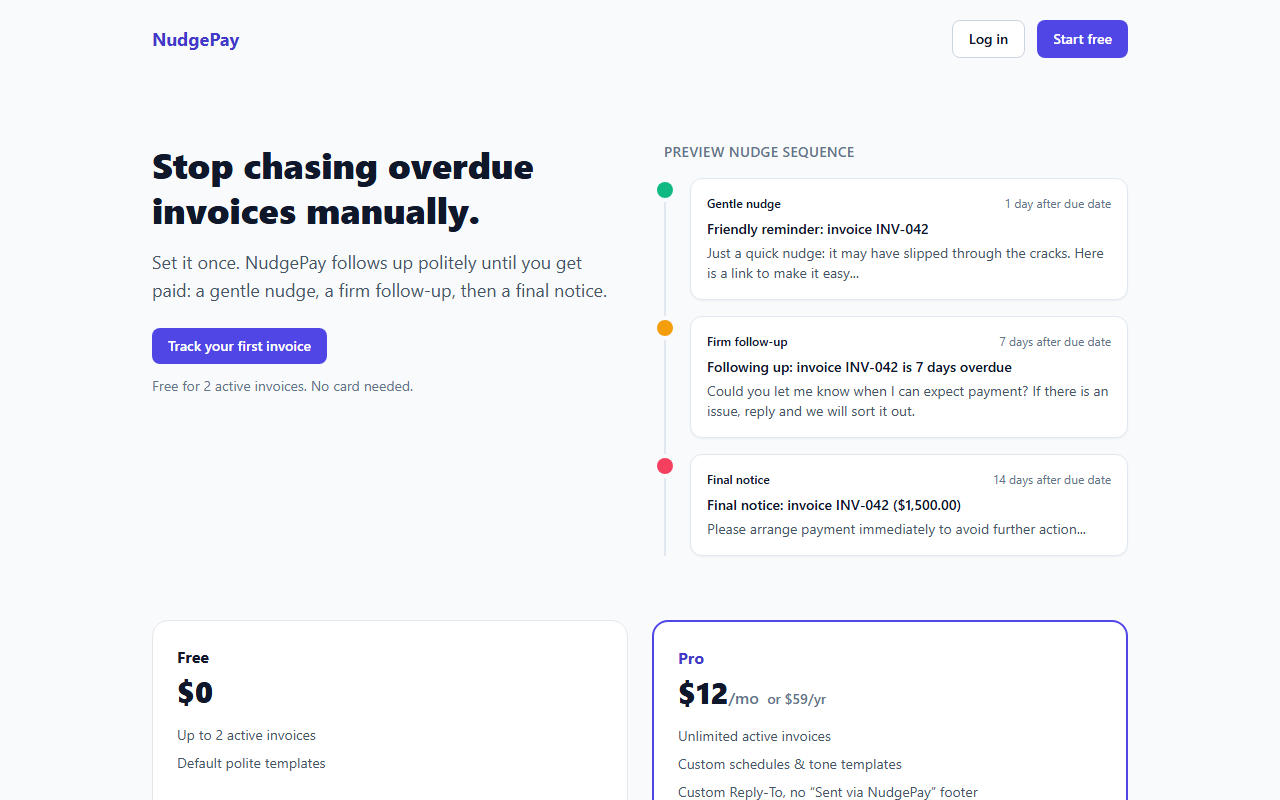 NudgePay
Log in
Start free
Stop chasing overdue
invoices manually.
Set it once. NudgePay follows up politely until you get
paid: a gentle nudge, a firm follow-up, then a final notice.
Track your first invoice
Free for 2 active invoices. No card needed.
PREVIEW NUDGE SEQUENCE
Gentle nudge
1 day after due date
Friendly reminder: invoice INV-042
Just a quick nudge: it may have slipped through the cracks. Here
is a link to make it easy...
Firm follow-up
7 days after due date
Following up: invoice INV-042 is 7 days overdue
Could you let me know when I can expect payment? If there is an
issue, reply and we will sort it out.
Final notice
14 days after due date
Final notice: invoice INV-042 ($1,500.00)
Please arrange payment immediately to avoid further action...
Free
$0
Up to 2 active invoices
Default polite templates
Pro
$12/mo or $59/yr
Unlimited active invoices
Custom schedules & tone templates
Custom Reply-To, no “Sent via NudgePay” footer